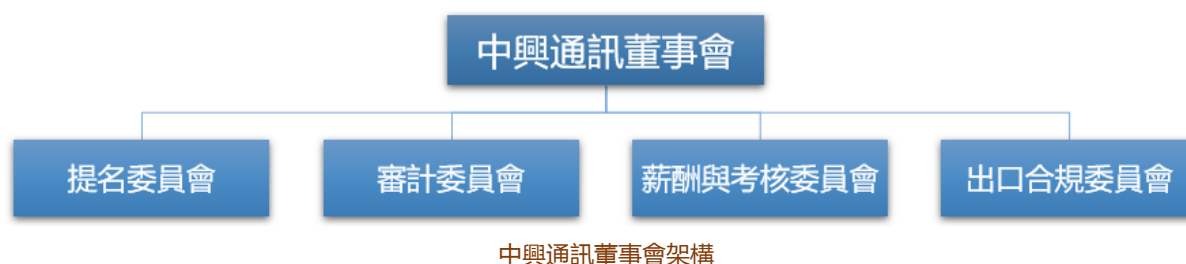 中興通訊董事會
提名委員會
審計委員會
薪酬與考核委員會
出口合規委員會
中興通訊董事會架構